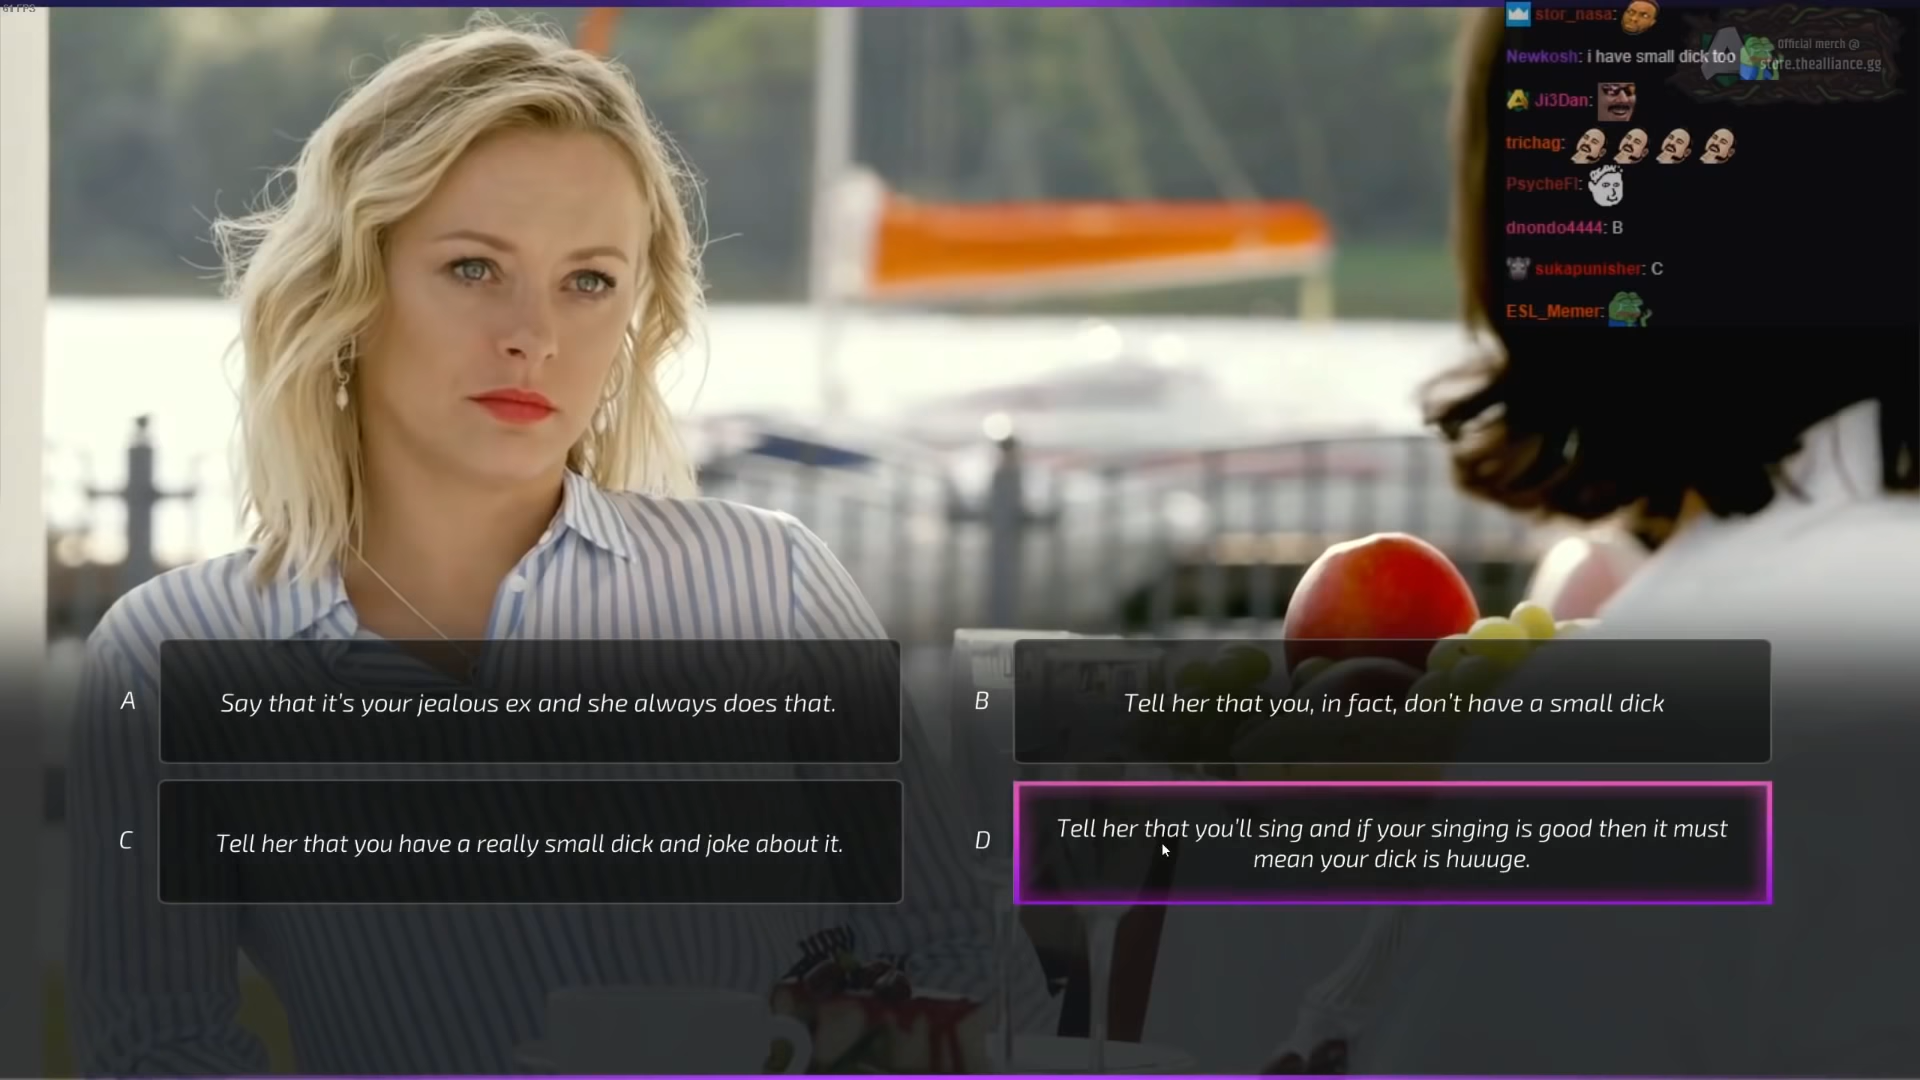 61 FPS
stor_nasa:
Newkosh: i have small dick too
Official merch @
store.thealliance.gg
Ji3Dan:
trichag:
PsycheFl:
dnondo4444: B
sukapunisher: C
ESL_Memer:
A
Say that it's your jealous ex and she always does that.
B
Tell her that you, in fact, don't have a small dick
C
Tell her that you have a really small dick and joke about it.
D
Tell her that you'll sing and if your singing is good then it must
mean your dick is huuuge.